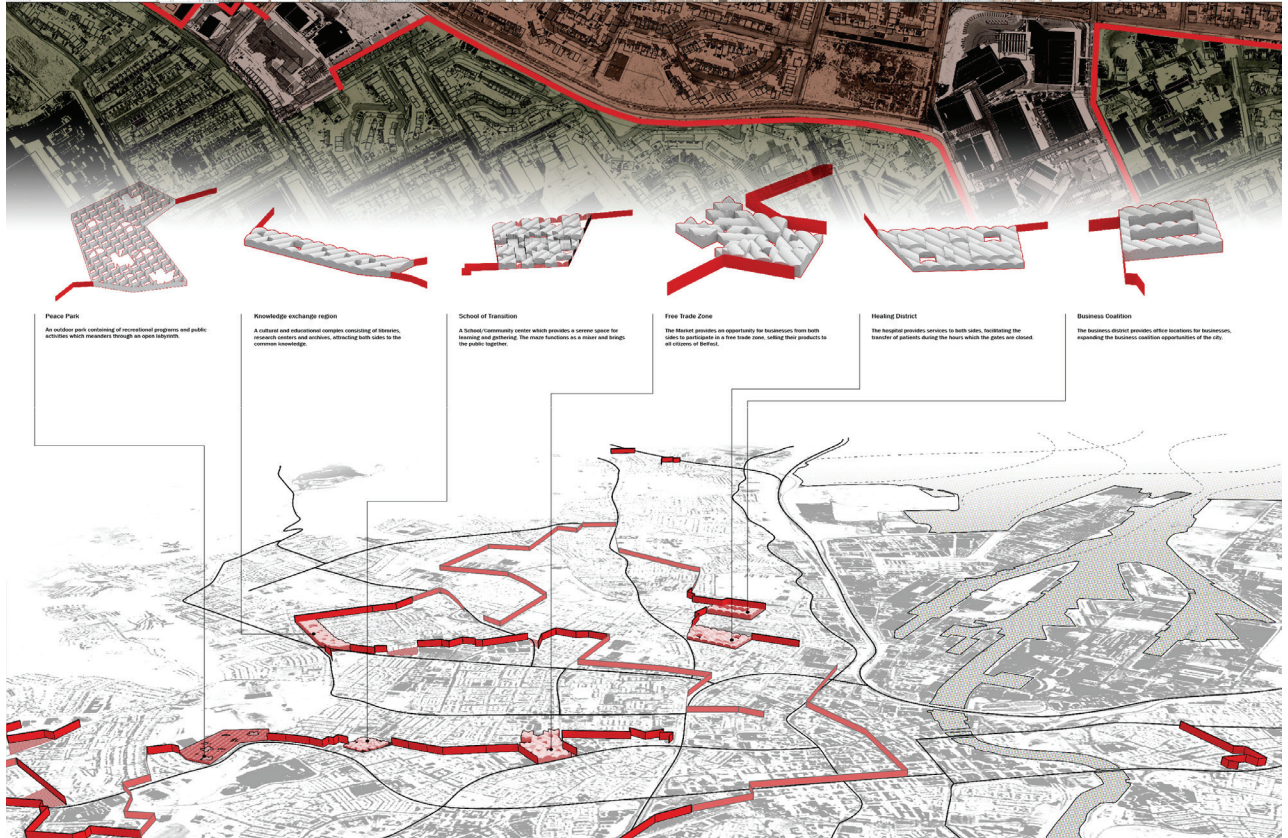 Peace Park
An outdoor park containing of recreational programs and public
activities which meanders through an open labyrinth.
Knowledge exchange region
A cultural and educational complex consisting of libraries,
research centers and archives, attracting both sides to the
common knowledge.
School of Transition
A School/Community center which provides a serene space for
learning and gathering. The maze functions as a mixer and brings
the public together.
Free Trade Zone
The Market provides an opportunity for businesses from both
sides to participate in a free trade zone, selling their products to
all citizens of Belfast.
Healing District
The hospital provides services to both sides, facilitating the
transfer of patients during the hours which the gates are closed.
Business Coalition
The business district provides office locations for businesses,
expanding the business coalition opportunities of the city.